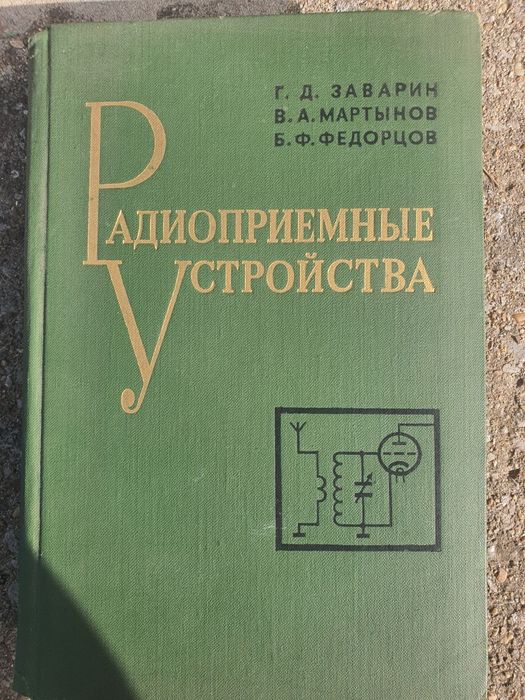 Г. Д. ЗАВАРИН
В. А. МАРТЫНОВ
Б. Ф. ФЕДОРЦОВ
РАДИОПРИЕМНЫЕ
УСТРОЙСТВА